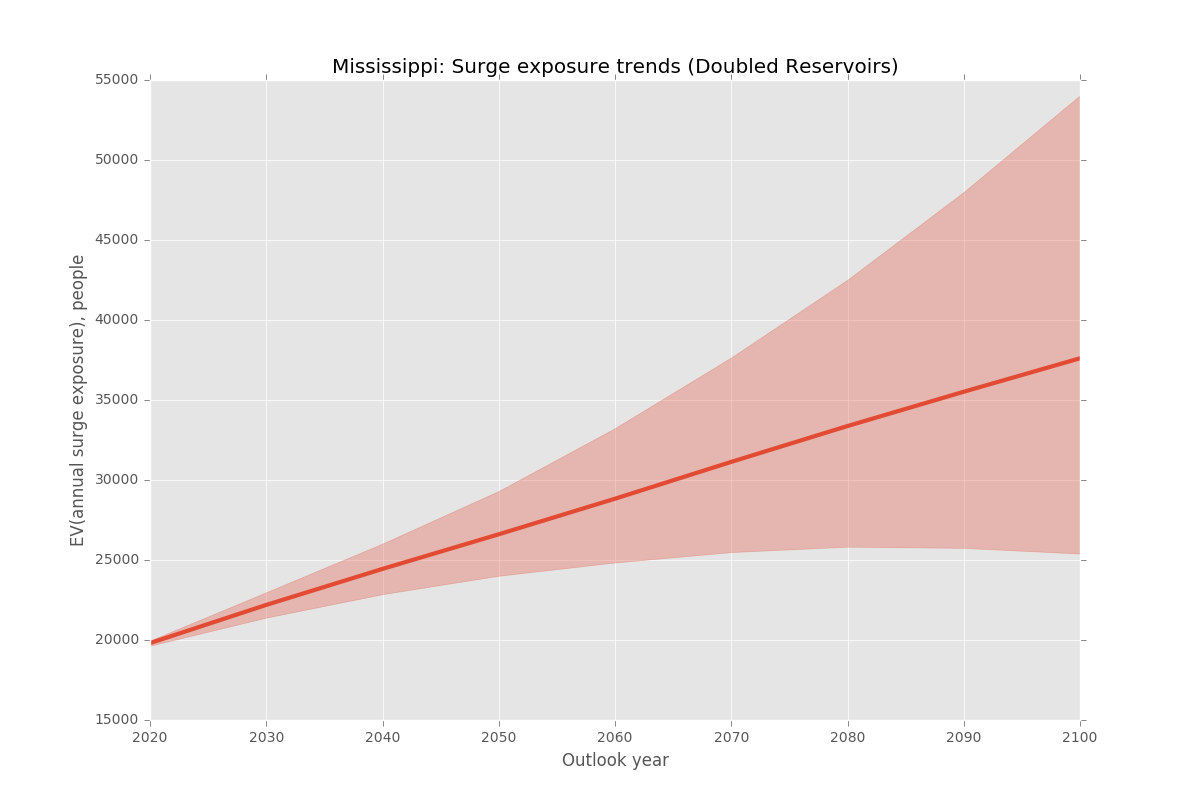 Mississippi: Surge exposure trends (Doubled Reservoirs)
55000
50000
45000
40000
35000
30000
25000
20000
15000
EV(annual surge exposure), people
2020 2030 2040 2050 2060 2070 2080 2090 2100
Outlook year